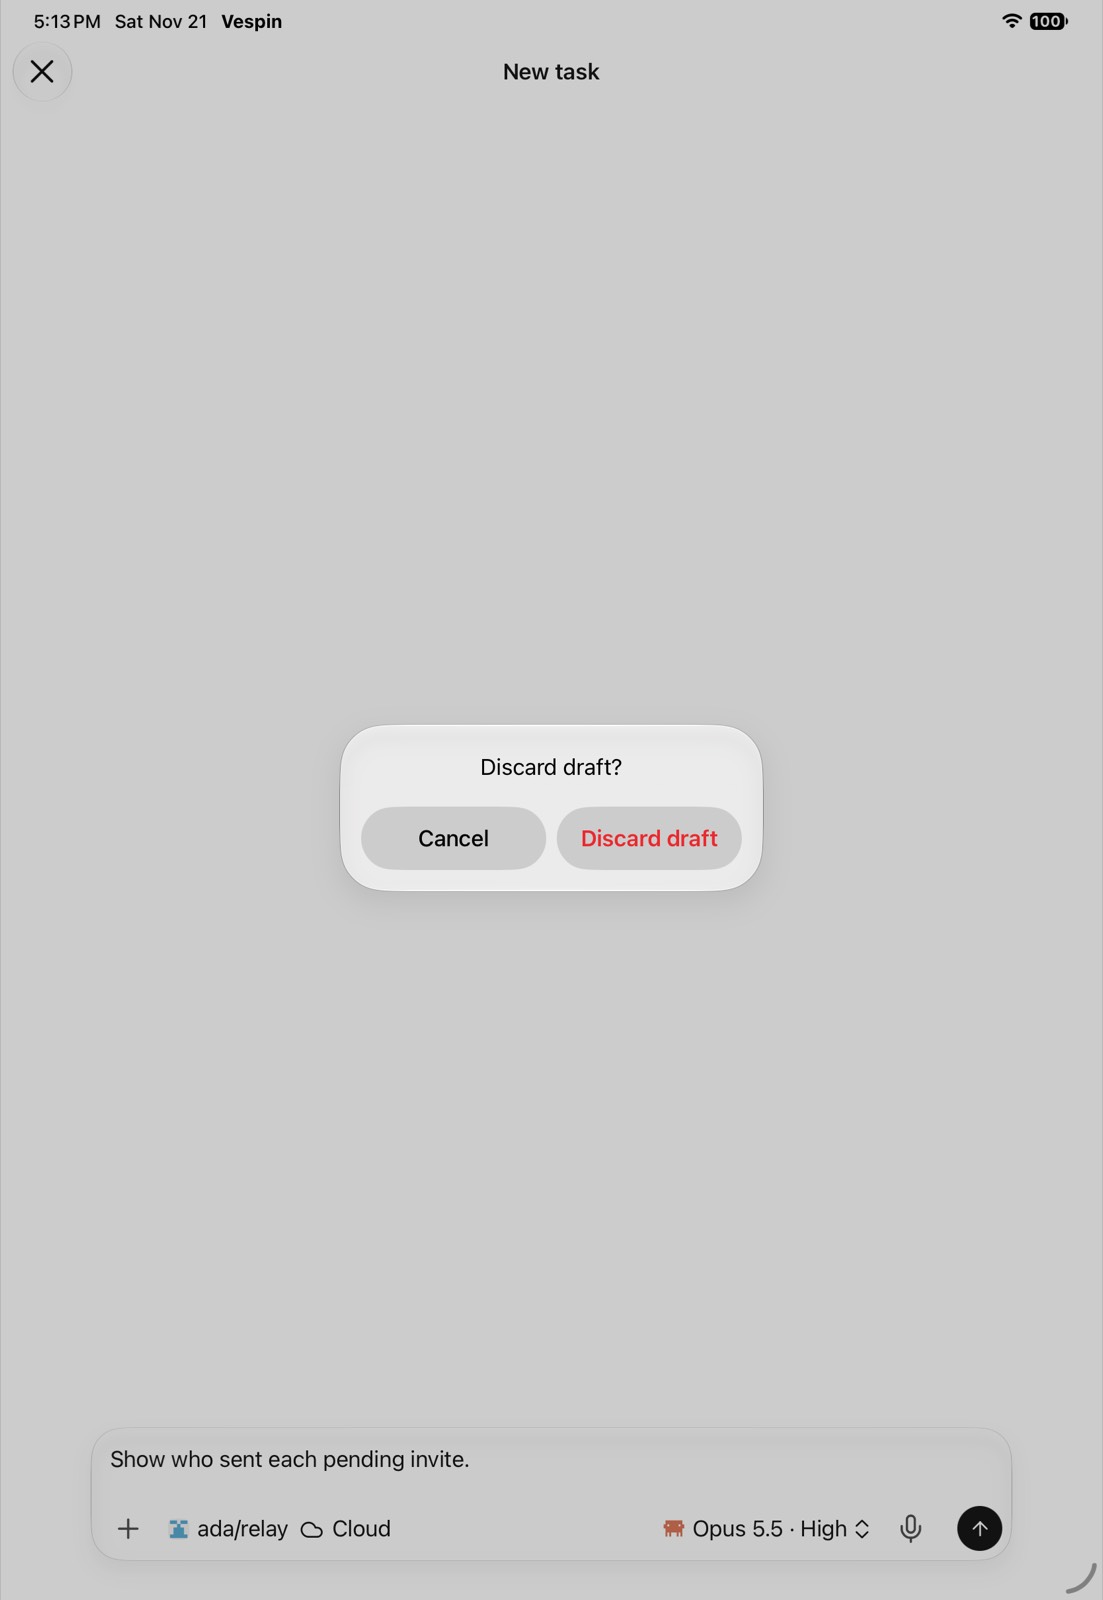 5:13 PM Sat Nov 21 Vespin
100
New task
Discard draft?
Cancel
Discard draft
Show who sent each pending invite.
ada/relay Cloud
Opus 5.5 · High